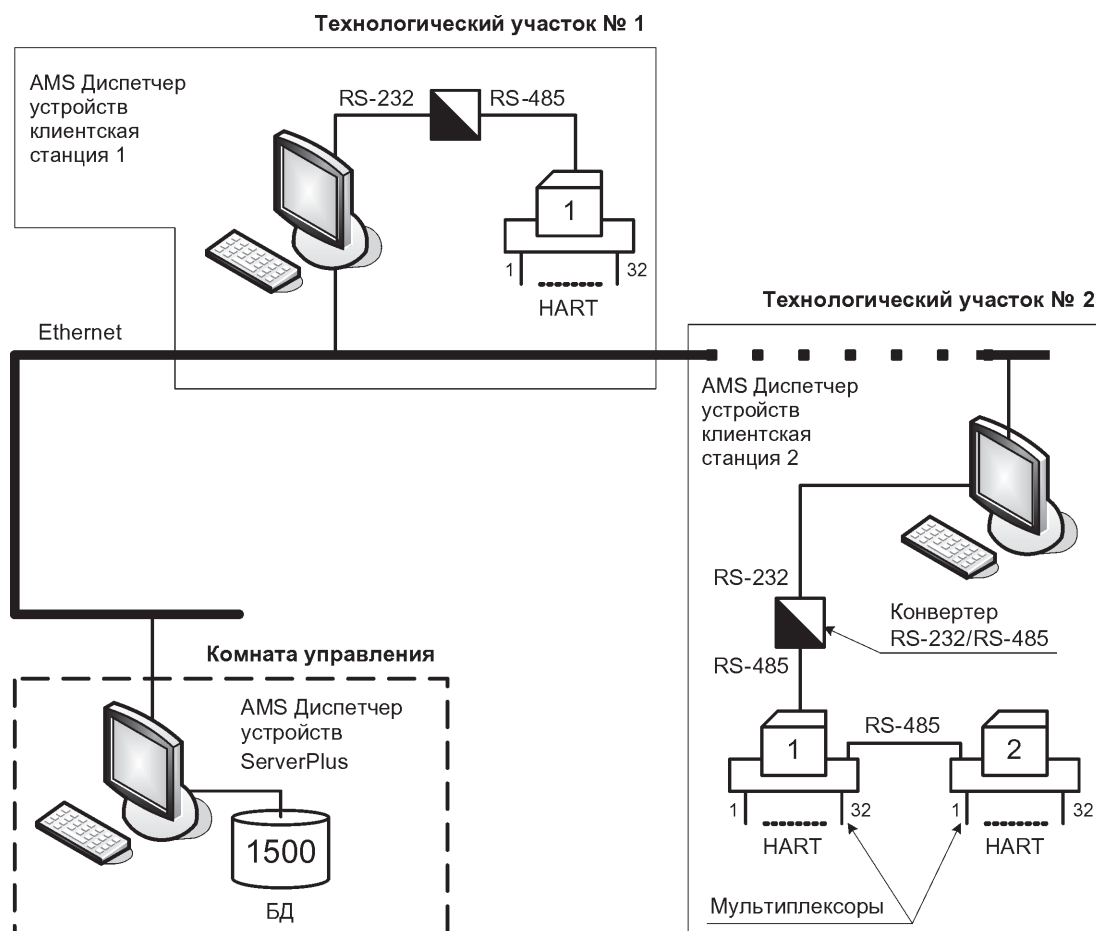 Технологический участок № 1
AMS Диспетчер
устройств
клиентская
станция 1
RS-232
RS-485
1
1
32
HART
Ethernet
Технологический участок № 2
AMS Диспетчер
устройств
клиентская
станция 2
RS-232
Конвертер
RS-232/RS-485
RS-485
1
RS-485
2
1
32
1
32
HART
HART
Мультиплексоры
Комната управления
AMS Диспетчер
устройств
ServerPlus
1500
БД